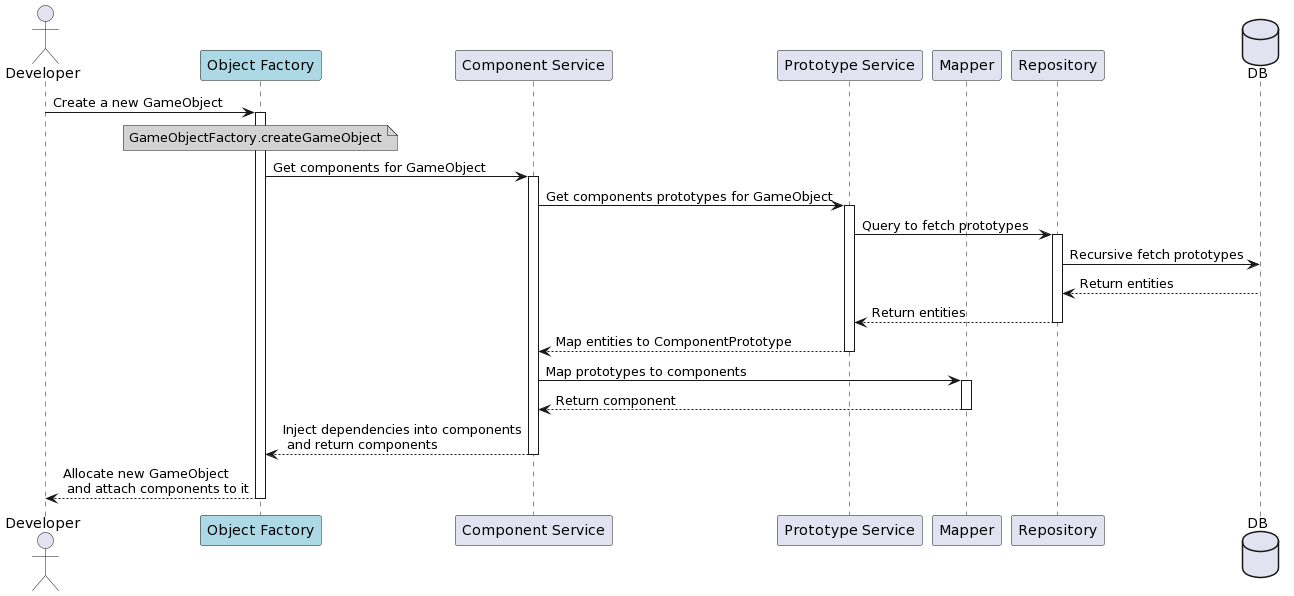 Developer
Object Factory
Component Service
Prototype Service
Mapper
Repository
DB
Create a new GameObject
GameObjectFactory.createGameObject
Get components for GameObject
Get components prototypes for GameObject
Query to fetch prototypes
Recursive fetch prototypes
Return entities
Return entities
Map entities to ComponentPrototype
Map prototypes to components
Return component
Inject dependencies into components
and return components
Allocate new GameObject
and attach components to it
Developer
Object Factory
Component Service
Prototype Service
Mapper
Repository
DB